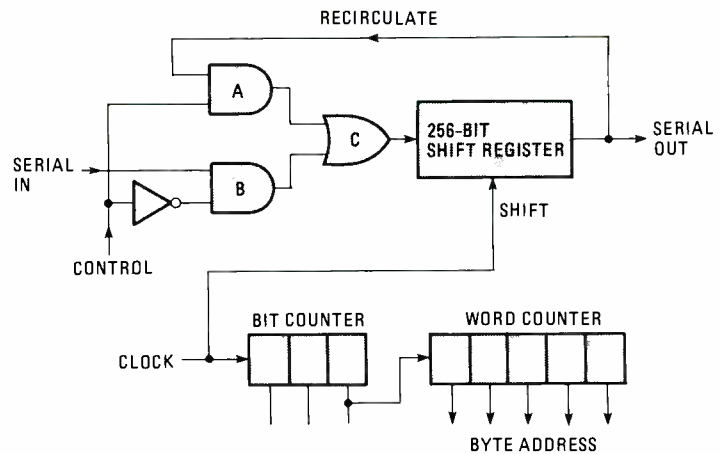 RECIRCULATE
A
C
256-BIT
SHIFT REGISTER
SERIAL
OUT
SERIAL
IN
B
SHIFT
CONTROL
BIT COUNTER
WORD COUNTER
CLOCK
BYTE ADDRESS